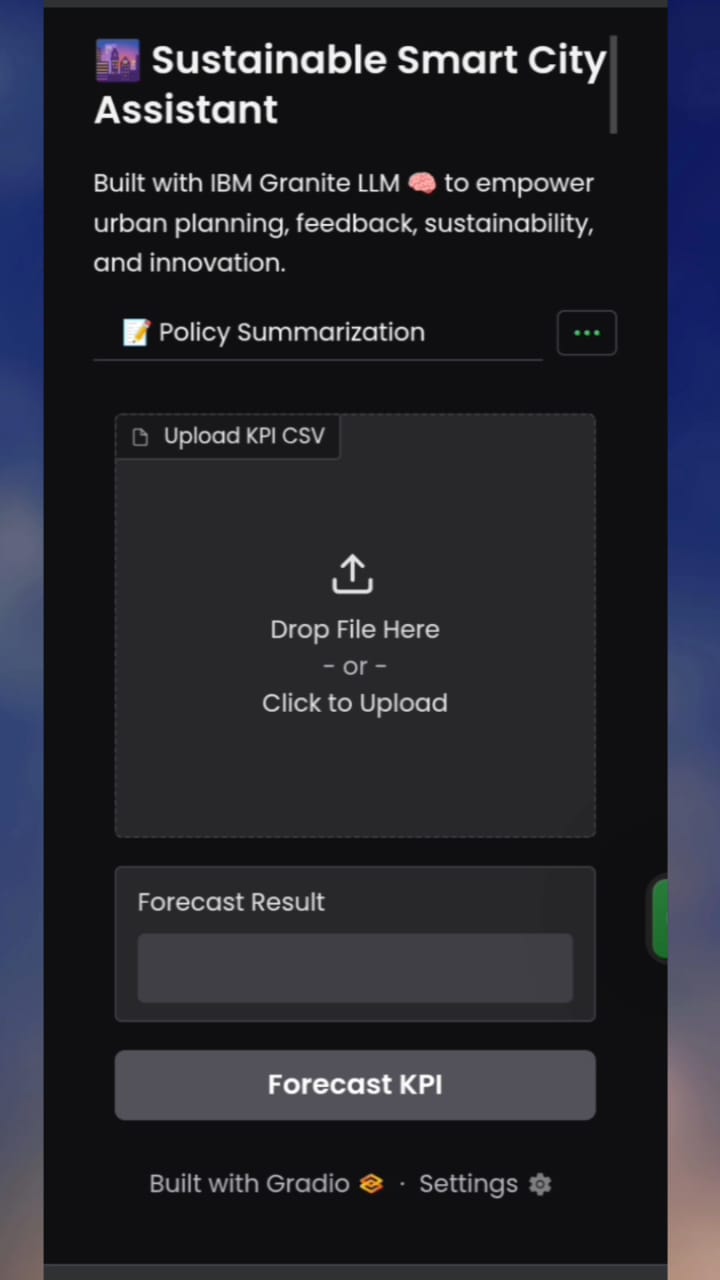 🌆 Sustainable Smart City
Assistant
Built with IBM Granite LLM 🧠 to empower
urban planning, feedback, sustainability,
and innovation.
📝 Policy Summarization
Upload KPI CSV
Drop File Here
- or -
Click to Upload
Forecast Result
Forecast KPI
Built with Gradio · Settings